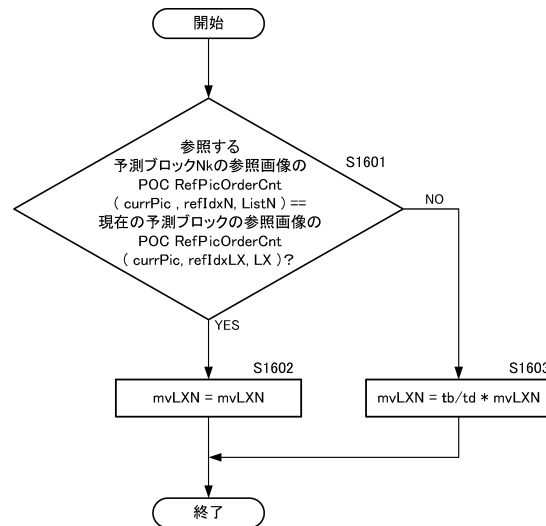 開始
参照する
予測ブロックNkの参照画像の
POC RefPicOrderCnt
( currPic , refIdxN, ListN ) ==
現在の予測ブロックの参照画像の
POC RefPicOrderCnt
( currPic, refIdxLX, LX )?
S1601
NO
YES
S1602
mvLXN = mvLXN
S1603
mvLXN = tb/td * mvLXN
終了